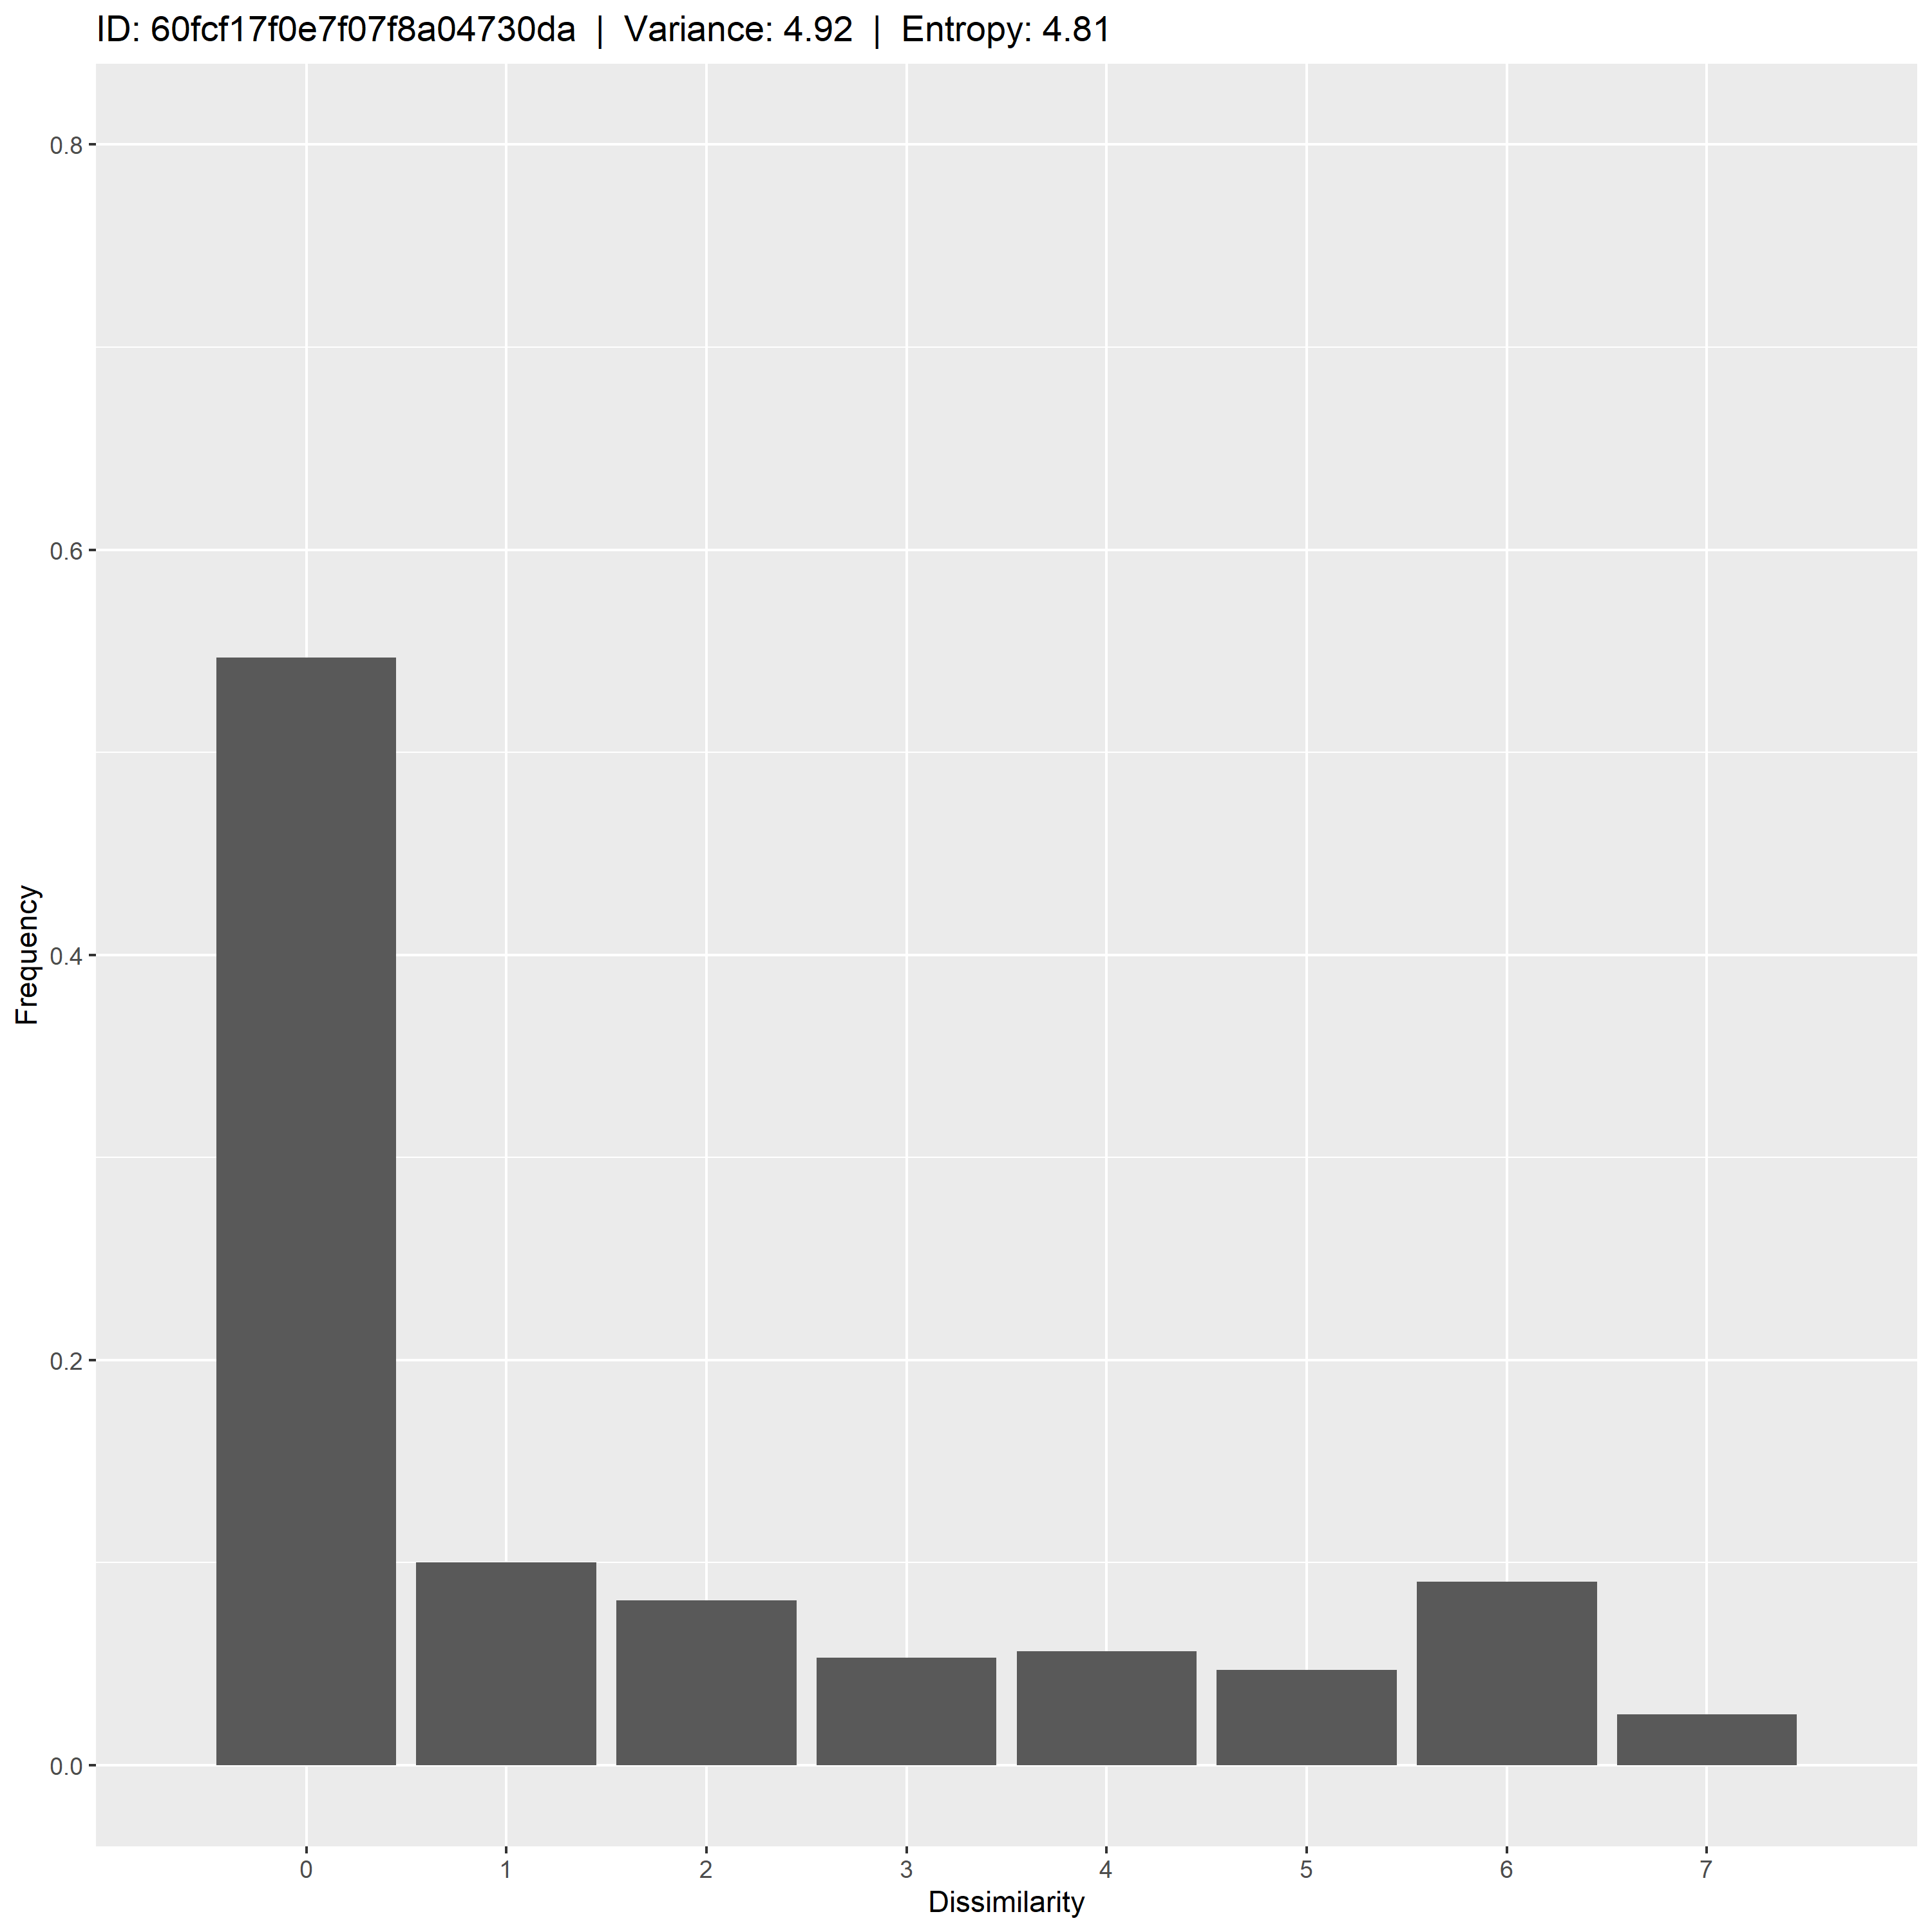 ID: 60fcf17f0e7f07f8a04730da | Variance: 4.92 | Entropy: 4.81
Frequency
0.8
0.6
0.4
0.2
0.0
0 1 2 3 4 5 6 7
Dissimilarity